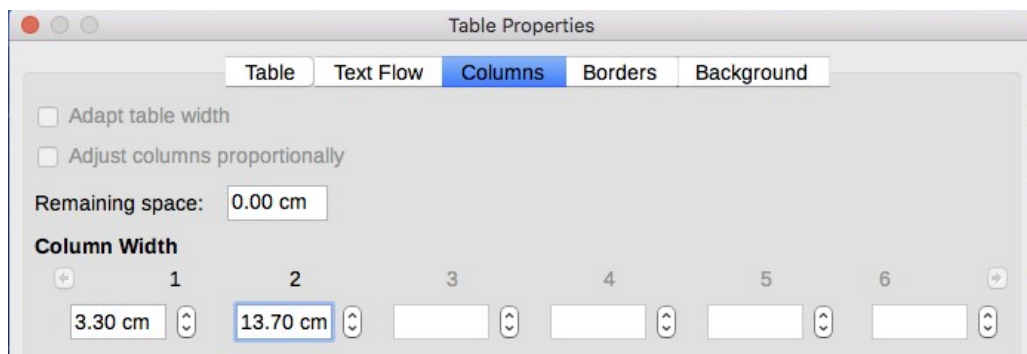 Table Properties
Table Text Flow Columns Borders Background
Adapt table width
Adjust columns proportionally
Remaining space: 0.00 cm
Column Width
1 2 3 4 5 6
3.30 cm 13.70 cm